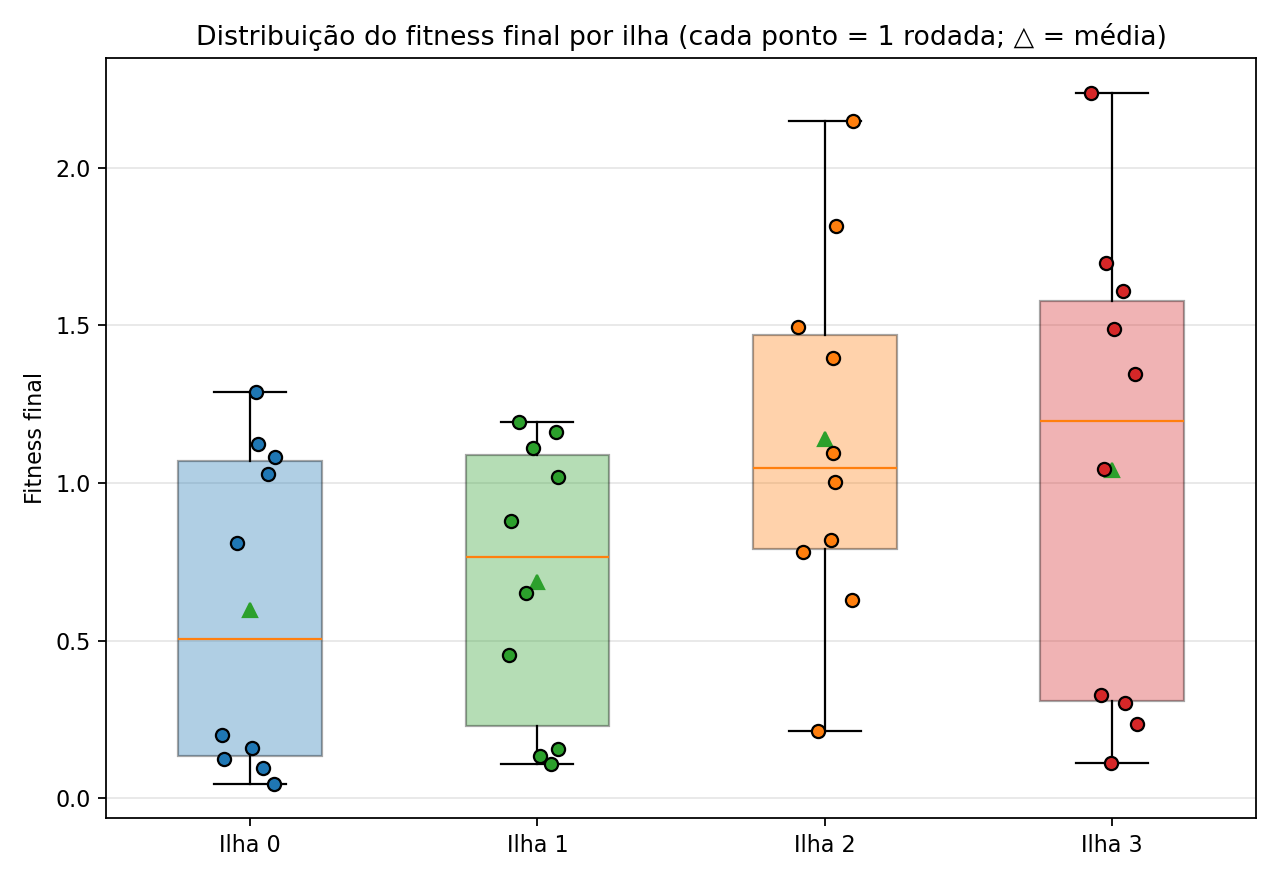 Distribuição do fitness final por ilha (cada ponto = 1 rodada; △ = média)
Fitness final
2.0
1.5
1.0
0.5
0.0
Ilha 0
Ilha 1
Ilha 2
Ilha 3